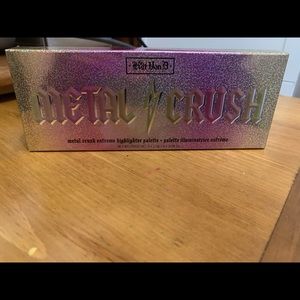 Kat Von D
METAL CRUSH
metal crush extreme highlighter palette • palette illuminatrice extrême